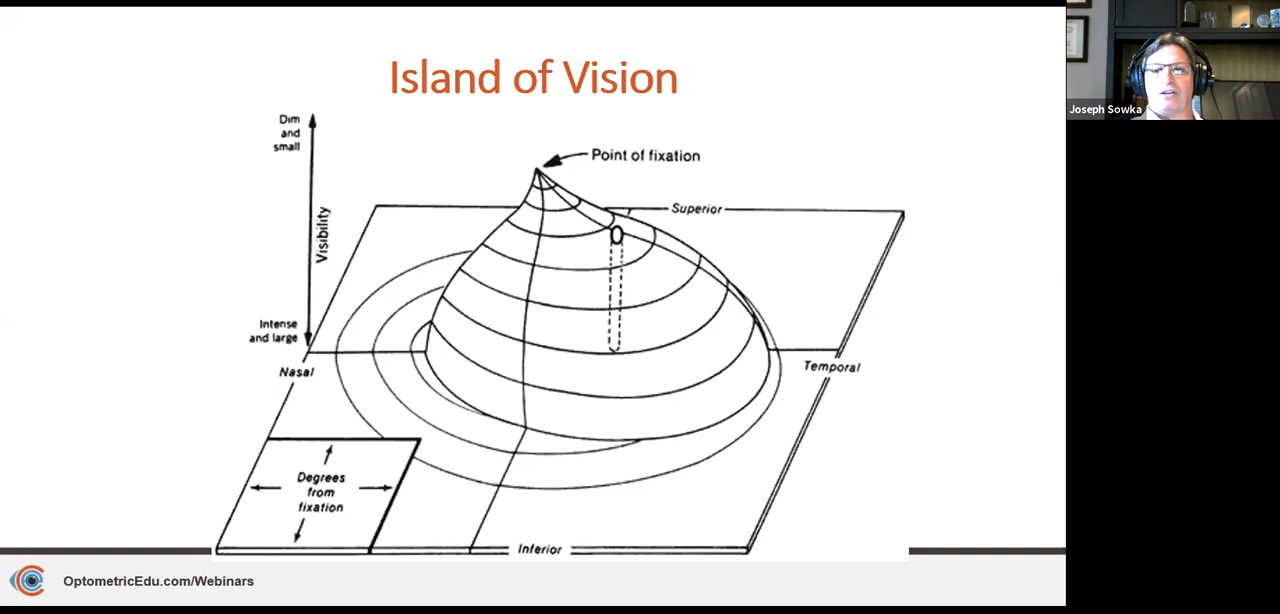 Island of Vision
Dim
and
small
Visibility
Intense
and large
Point of fixation
Superior
Nasal
Temporal
Degrees
from
fixation
Inferior
OptometricEdu.com/Webinars
Joseph Sowka